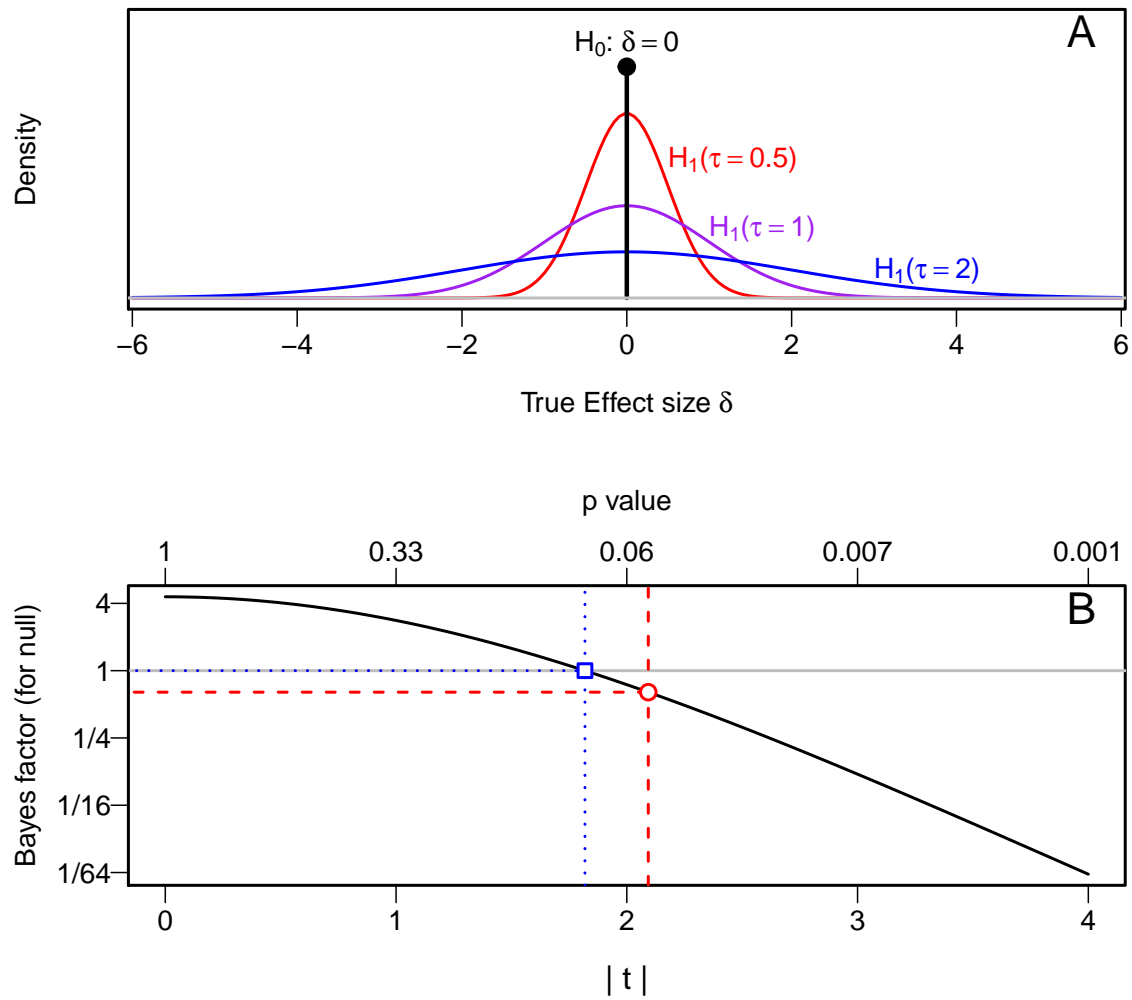 A
H₀: δ = 0
H₁(τ = 0.5)
H₁(τ = 1)
H₁(τ = 2)
Density
−6 −4 −2 0 2 4 6
True Effect size δ
p value
1 0.33 0.06 0.007 0.001
B
Bayes factor (for null)
4
1
1/4
1/16
1/64
0 1 2 3 4
| t |